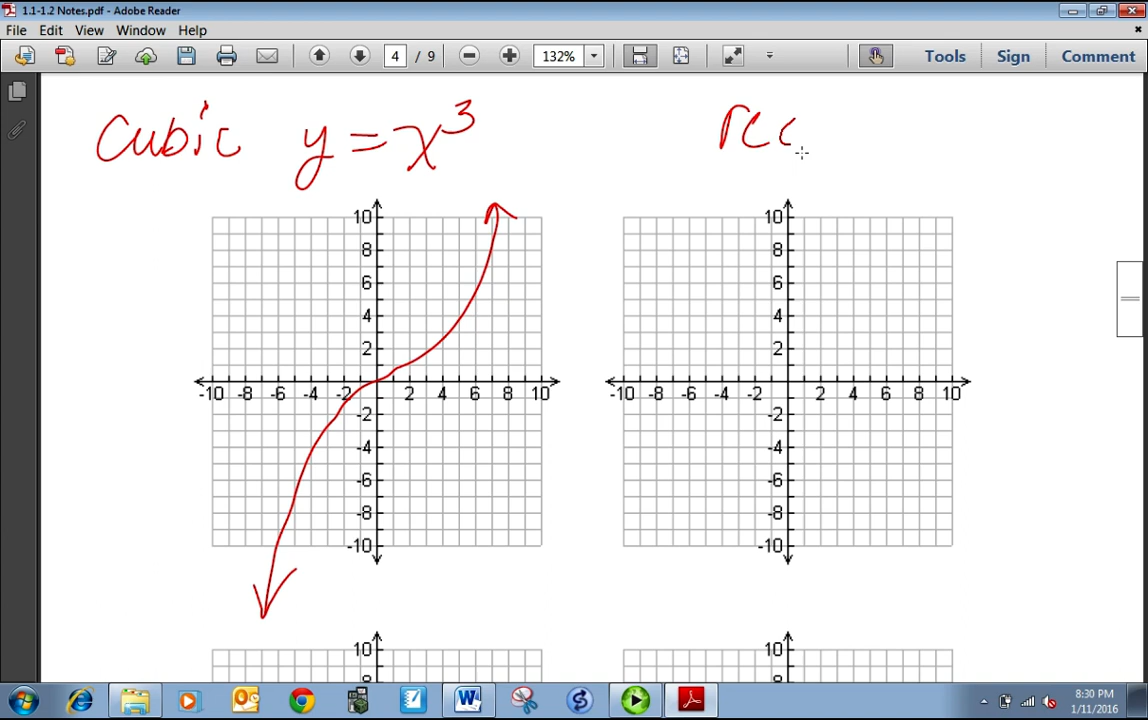 1.1-1.2 Notes.pdf - Adobe Reader
File Edit View Window Help
4 / 9 132% Tools Sign Comment
Cubic y = x³
rec
10 10
8 8
6 6
4 4
2 2
-10 -8 -6 -4 -2 2 4 6 8 10 -10 -8 -6 -4 -2 2 4 6 8 10
-2 -2
-4 -4
-6 -6
-8 -8
-10 -10
10 10
8 8
8:30 PM
1/11/2016